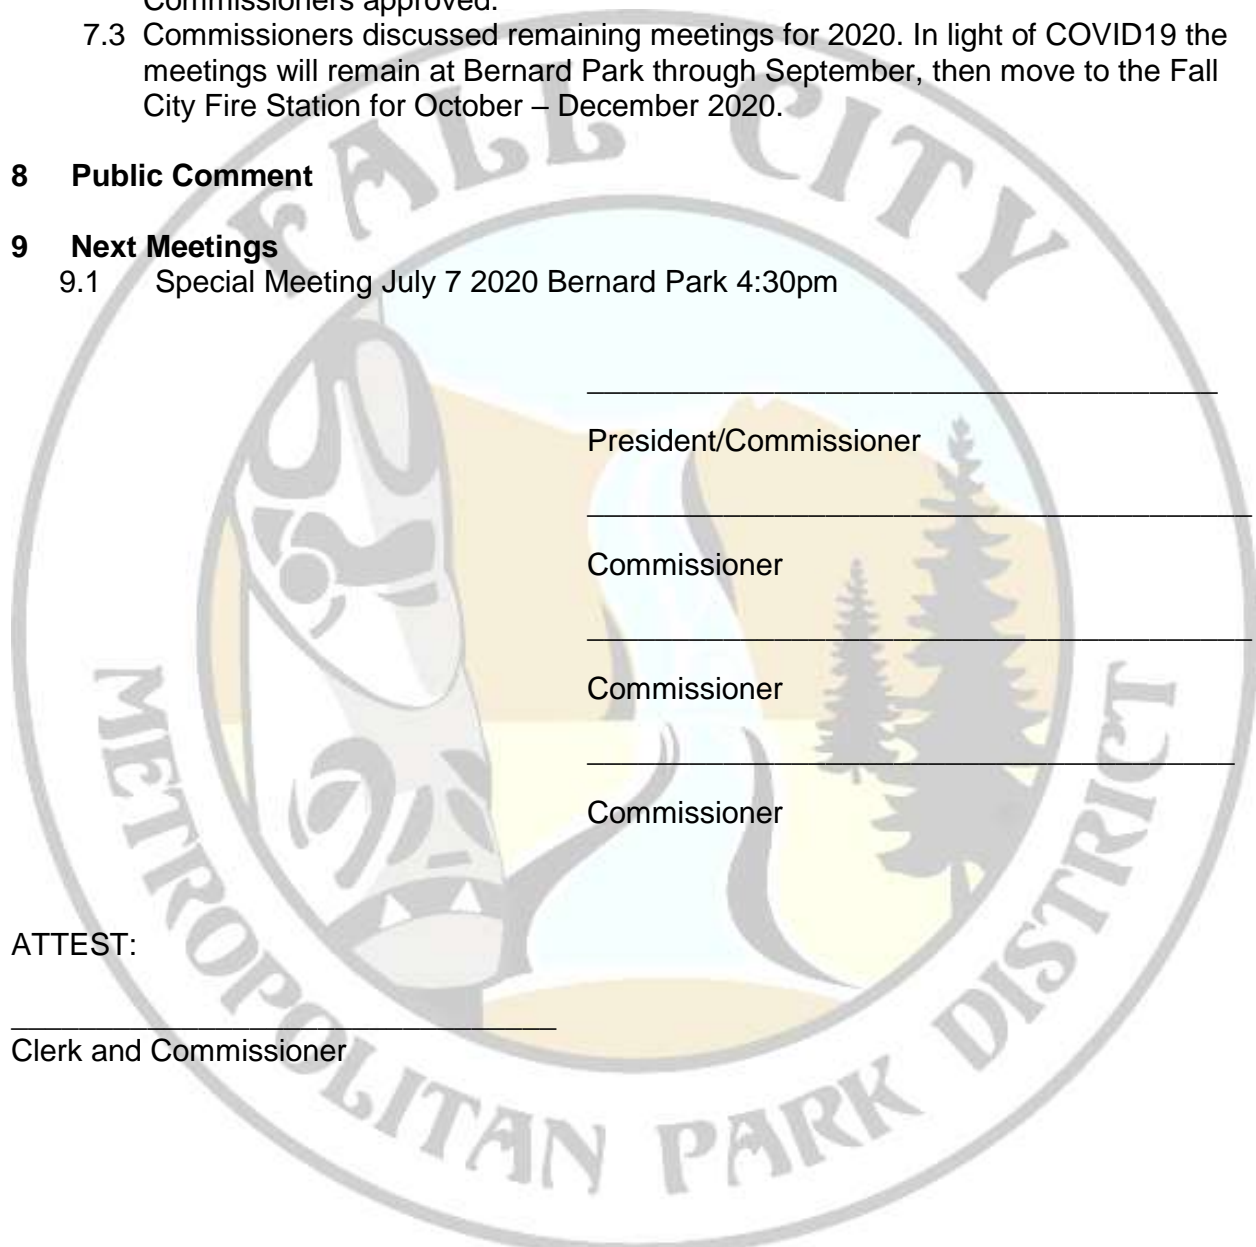 Commissioners approved.
7.3 Commissioners discussed remaining meetings for 2020. In light of COVID19 the
meetings will remain at Bernard Park through September, then move to the Fall
City Fire Station for October – December 2020.
8 Public Comment
9 Next Meetings
9.1 Special Meeting July 7 2020 Bernard Park 4:30pm
President/Commissioner
Commissioner
Commissioner
Commissioner
ATTEST:
Clerk and Commissioner
FALL CITY
METROPOLITAN PARK DISTRICT